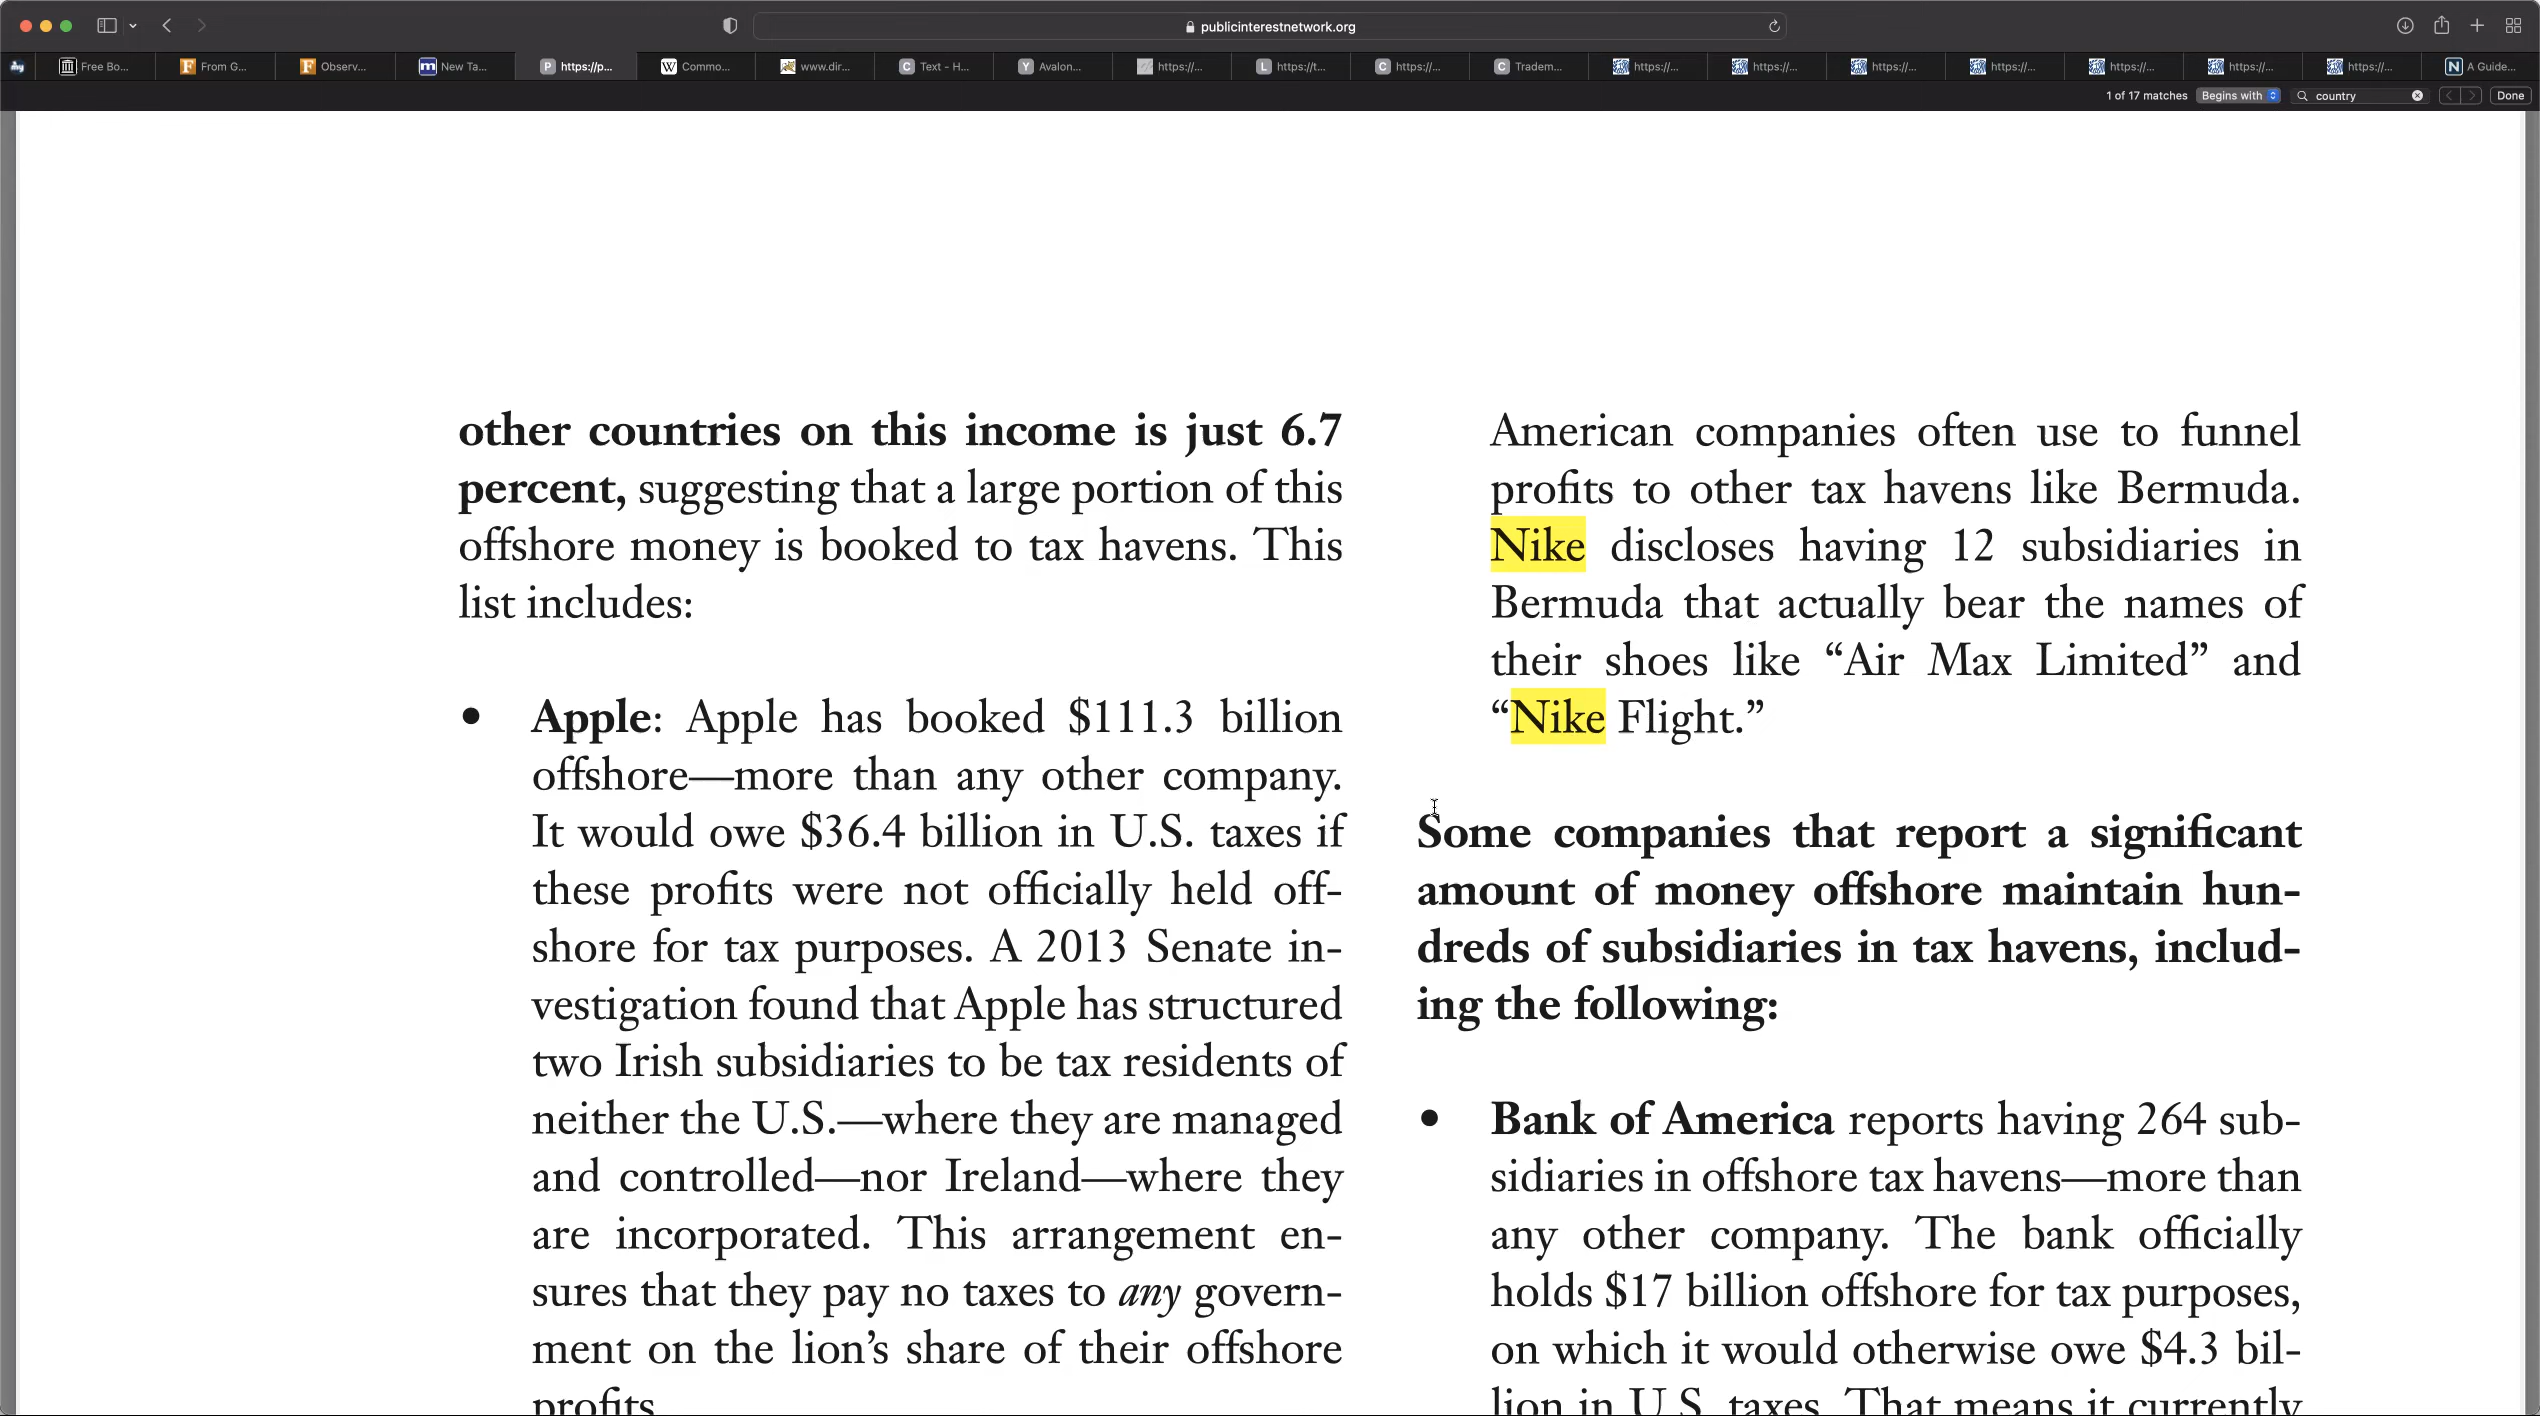 publicinterestnetwork.org
Free Bo...
From G...
Observ...
New Ta...
https://p...
Commo...
www.dir...
Text - H...
Avalon...
https://...
https://t...
https://...
Tradem...
https://...
https://...
https://...
https://...
https://...
https://...
https://...
A Guide...
1 of 17 matches
Begins with
country
Done
other countries on this income is just 6.7
percent, suggesting that a large portion of this
offshore money is booked to tax havens. This
list includes:
• Apple: Apple has booked $111.3 billion
offshore—more than any other company.
It would owe $36.4 billion in U.S. taxes if
these profits were not officially held off-
shore for tax purposes. A 2013 Senate in-
vestigation found that Apple has structured
two Irish subsidiaries to be tax residents of
neither the U.S.—where they are managed
and controlled—nor Ireland—where they
are incorporated. This arrangement en-
sures that they pay no taxes to any govern-
ment on the lion’s share of their offshore
profits
American companies often use to funnel
profits to other tax havens like Bermuda.
Nike discloses having 12 subsidiaries in
Bermuda that actually bear the names of
their shoes like “Air Max Limited” and
“Nike Flight.”
Some companies that report a significant
amount of money offshore maintain hun-
dreds of subsidiaries in tax havens, includ-
ing the following:
• Bank of America reports having 264 sub-
sidiaries in offshore tax havens—more than
any other company. The bank officially
holds $17 billion offshore for tax purposes,
on which it would otherwise owe $4.3 bil-
lion in U.S. taxes. That means it currently